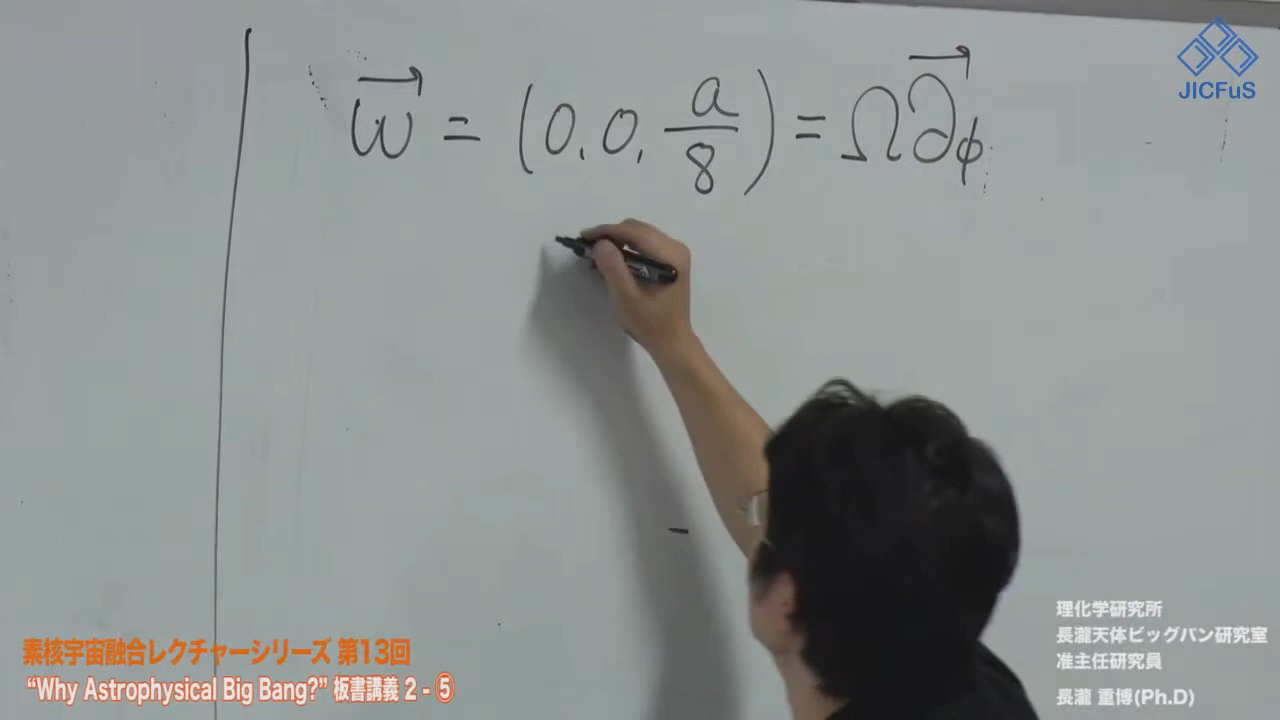 JICFuS
w⃗ = (0, 0, a/8) = Ω∂⃗ϕ
素核宇宙融合レクチャーシリーズ 第13回
“Why Astrophysical Big Bang?” 板書講義 2 - ⑤
理化学研究所
長瀧天体ビッグバン研究室
准主任研究員
長瀧 重博(Ph.D)